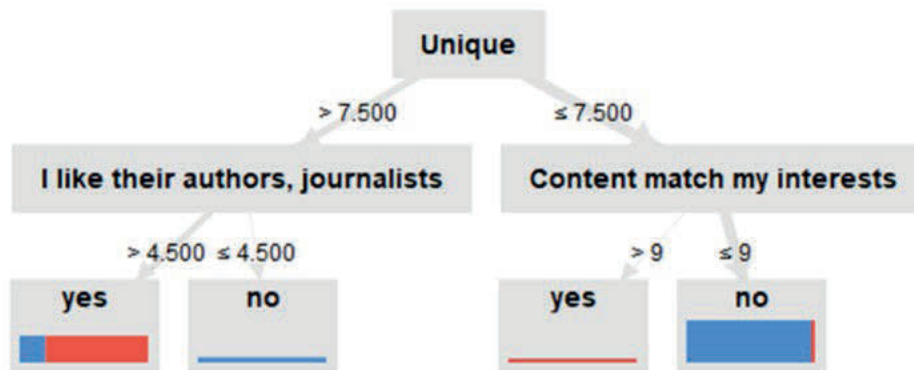 Unique
> 7.500 ≤ 7.500
I like their authors, journalists Content match my interests
> 4.500 ≤ 4.500 > 9 ≤ 9
yes no yes no